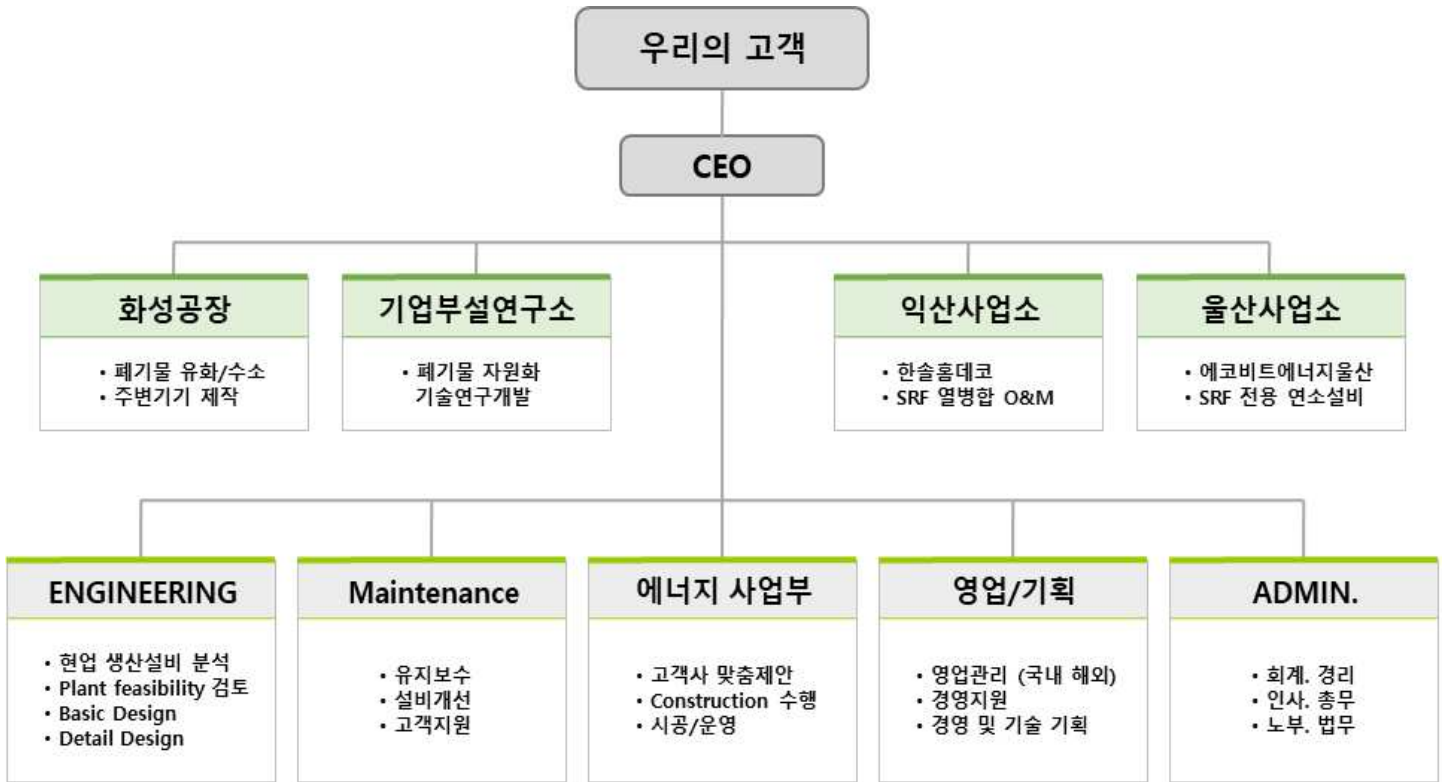 우리의 고객
CEO
화성공장
• 폐기물 유화/수소
• 주변기기 제작
기업부설연구소
• 폐기물 자원화
기술연구개발
익산사업소
• 한솔홈데코
• SRF 열병합 O&M
울산사업소
• 에코비트에너지울산
• SRF 전용 연소설비
ENGINEERING
• 현업 생산설비 분석
• Plant feasibility 검토
• Basic Design
• Detail Design
Maintenance
• 유지보수
• 설비개선
• 고객지원
에너지 사업부
• 고객사 맞춤제안
• Construction 수행
• 시공/운영
영업/기획
• 영업관리 (국내 해외)
• 경영지원
• 경영 및 기술 기획
ADMIN.
• 회계. 경리
• 인사. 총무
• 노부. 법무